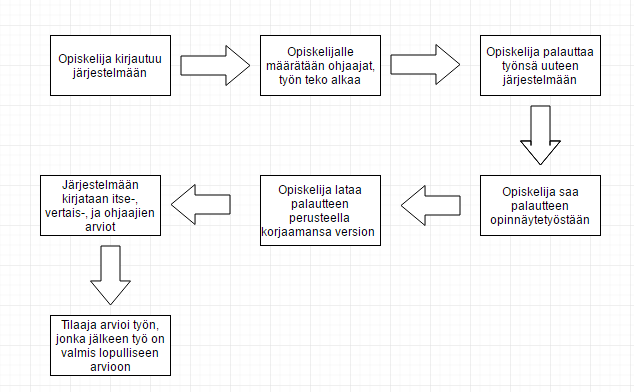 Opiskelija kirjautuu
järjestelmään
Opiskelijalle
määrätään ohjaajat,
työn teko alkaa
Opiskelija palauttaa
työnsä uuteen
järjestelmään
Opiskelija saa
palautteen
opinnäytetyöstään
Opiskelija lataa
palautteen
perusteella
korjaamansa version
Järjestelmään
kirjataan itse-,
vertais-, ja ohjaajien
arviot
Tilaaja arvioi työn,
jonka jälkeen työ on
valmis lopulliseen
arvioon